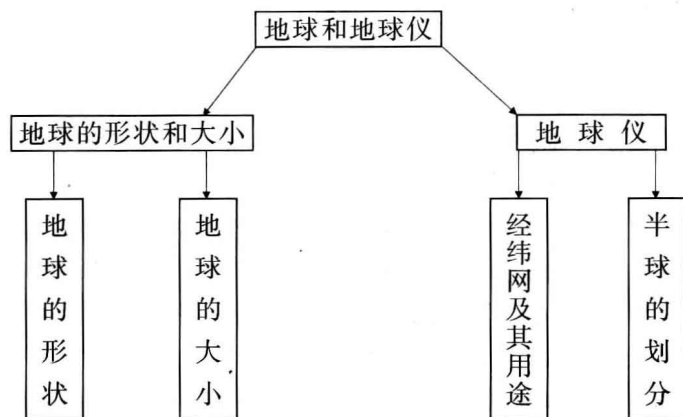 地球和地球仪
地球的形状和大小
地球仪
地球的形状
地球的大小
经纬网及其用途
半球的划分